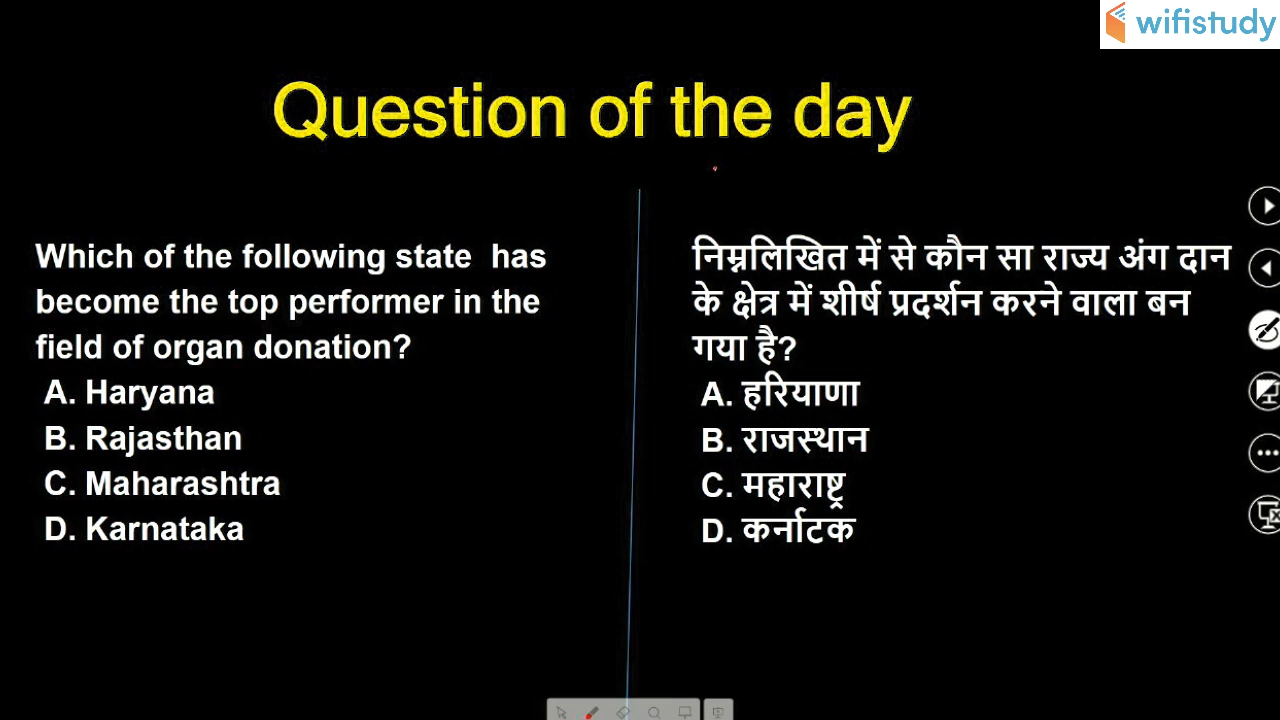 wifistudy
Question of the day
Which of the following state has
become the top performer in the
field of organ donation?
A. Haryana
B. Rajasthan
C. Maharashtra
D. Karnataka
निम्नलिखित में से कौन सा राज्य अंग दान
के क्षेत्र में शीर्ष प्रदर्शन करने वाला बन
गया है?
A. हरियाणा
B. राजस्थान
C. महाराष्ट्र
D. कर्नाटक